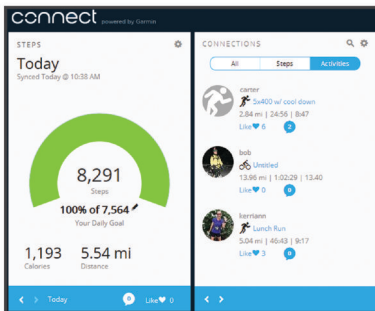 connect powered by Garmin
STEPS
Today
Synced Today @ 10:38 AM
8,291
Steps
100% of 7,564
Your Daily Goal
1,193
Calories
5.54 mi
Distance
Today
0
Like 0
CONNECTIONS
All
Steps
Activities
carter
5x400 w/ cool down
2.84 mi | 24:56 | 8:47
Like 6
2
bob
Untitled
13.96 mi | 1:02:29 | 13.40
Like 0
0
kerriann
Lunch Run
5.04 mi | 46:43 | 9:17
Like 3
0